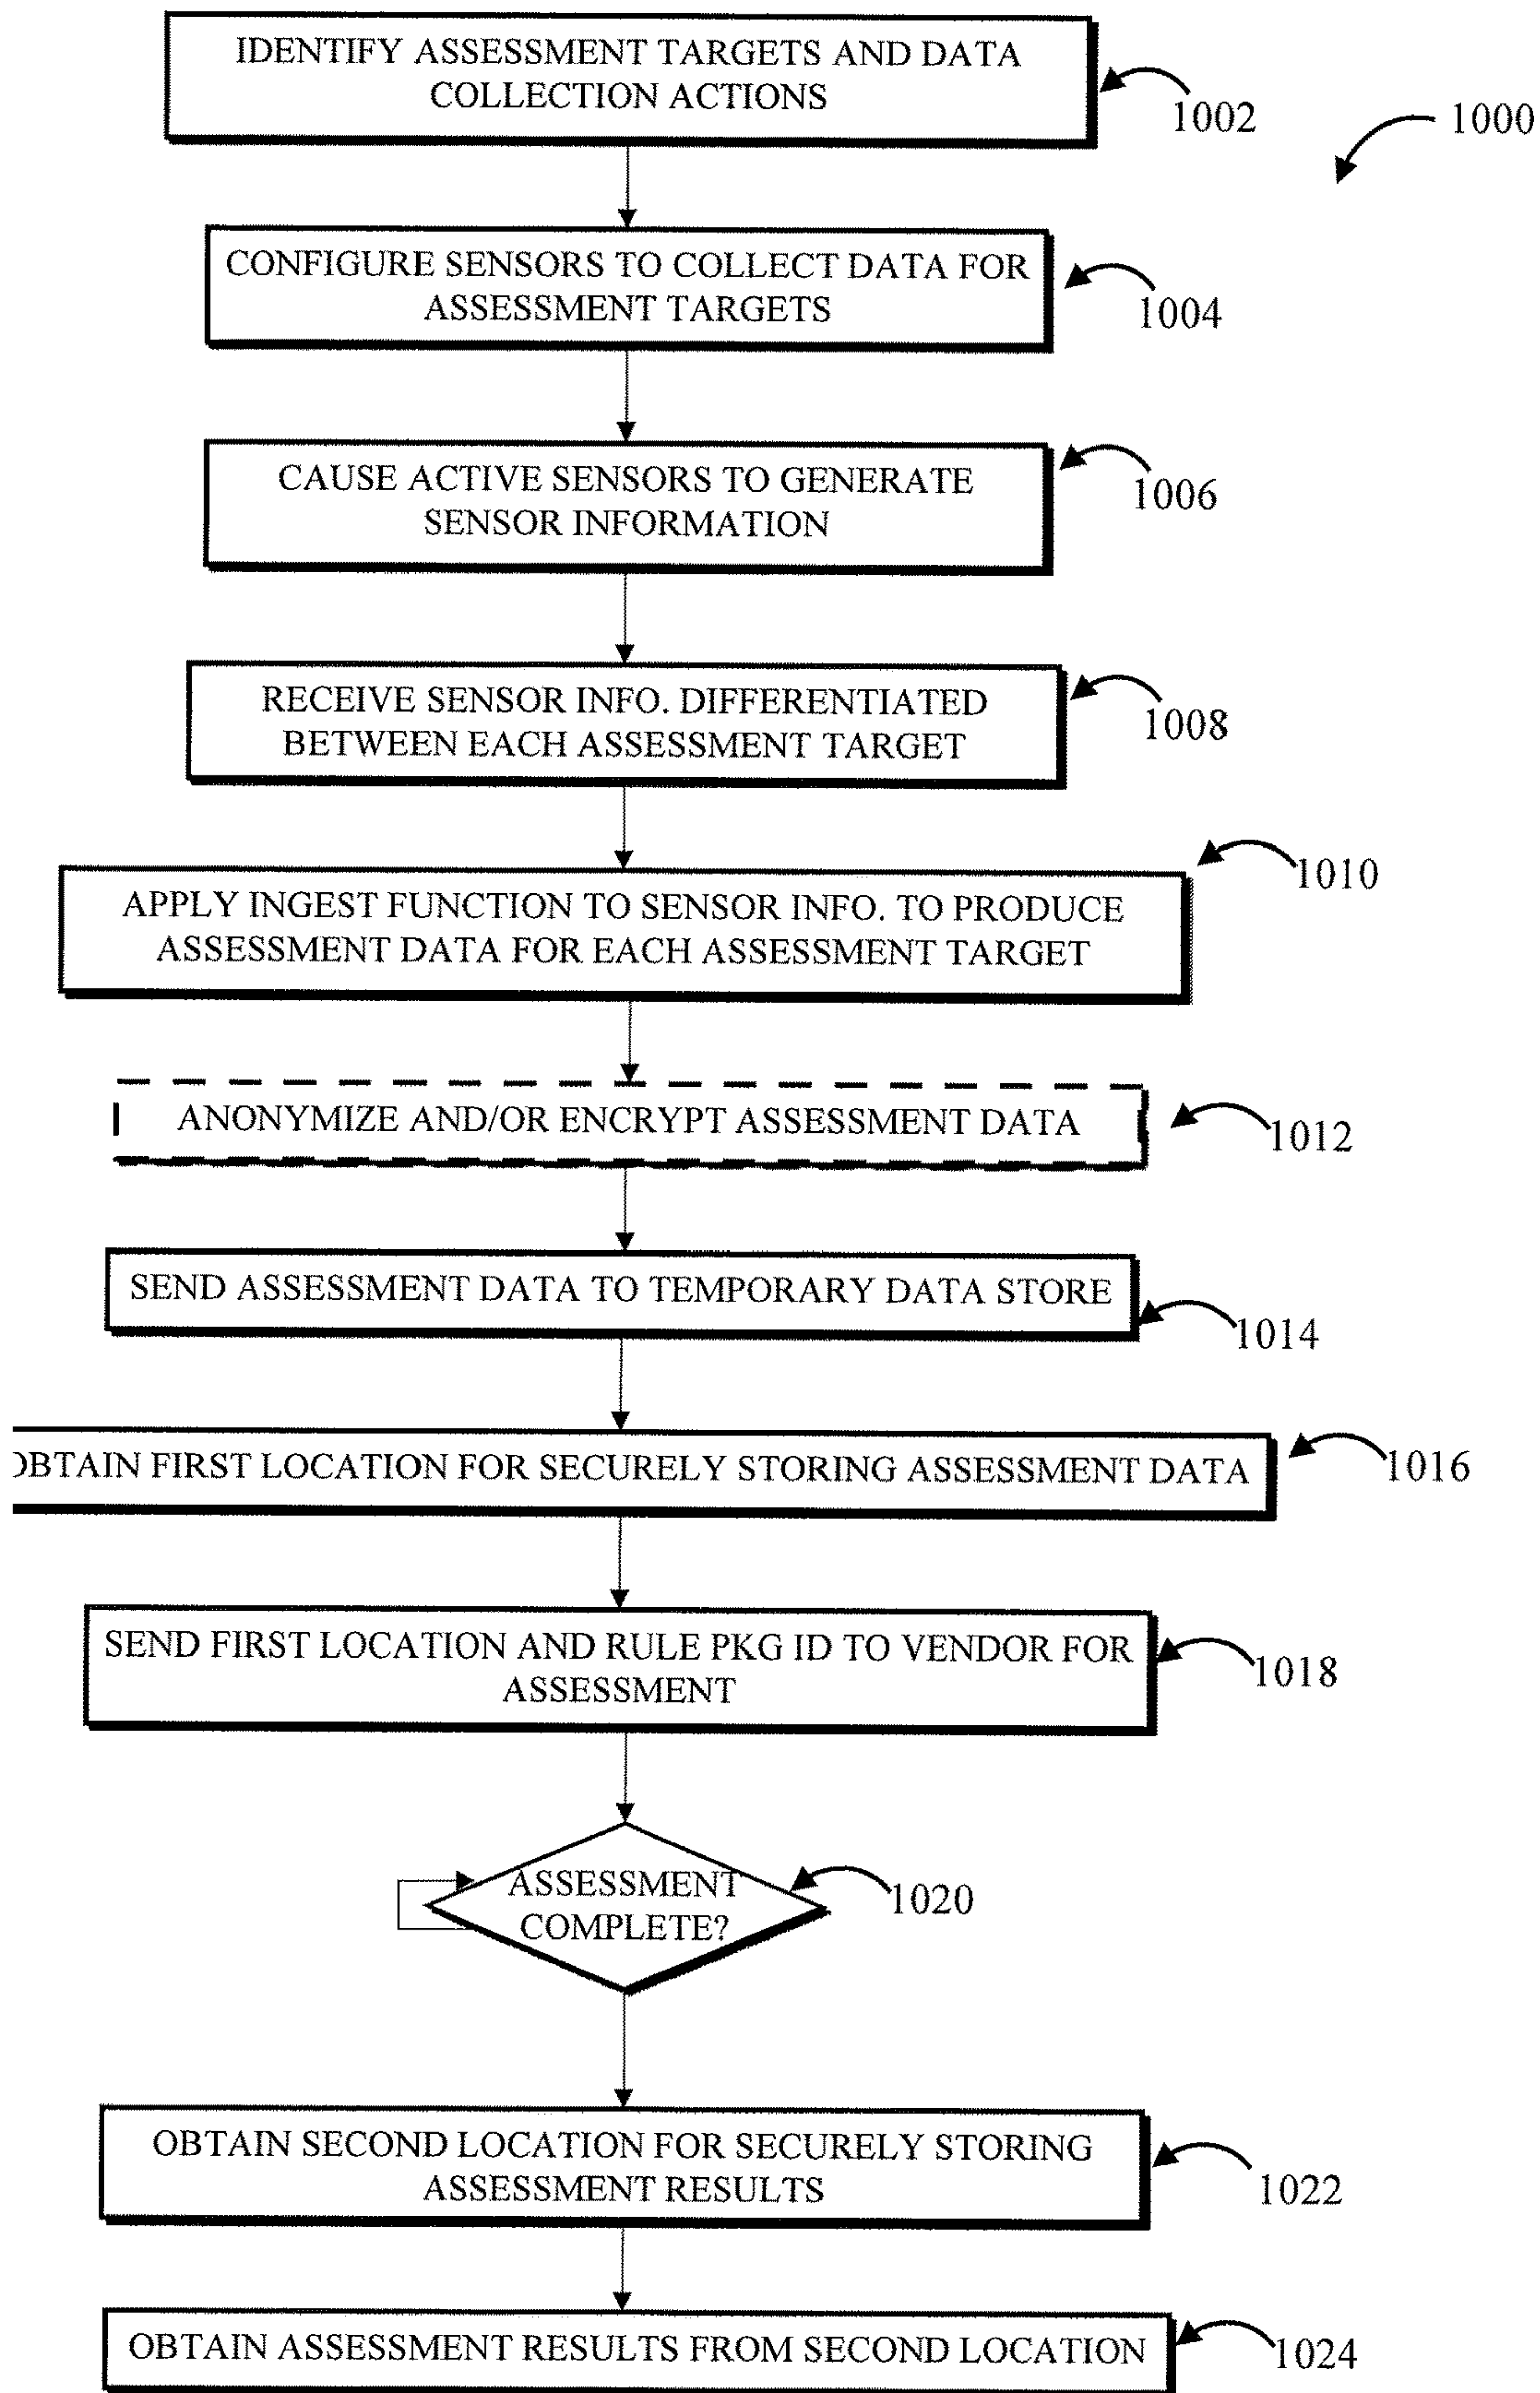 IDENTIFY ASSESSMENT TARGETS AND DATA
COLLECTION ACTIONS
1002
1000
CONFIGURE SENSORS TO COLLECT DATA FOR
ASSESSMENT TARGETS
1004
CAUSE ACTIVE SENSORS TO GENERATE
SENSOR INFORMATION
1006
RECEIVE SENSOR INFO. DIFFERENTIATED
BETWEEN EACH ASSESSMENT TARGET
1008
APPLY INGEST FUNCTION TO SENSOR INFO. TO PRODUCE
ASSESSMENT DATA FOR EACH ASSESSMENT TARGET
1010
ANONYMIZE AND/OR ENCRYPT ASSESSMENT DATA
1012
SEND ASSESSMENT DATA TO TEMPORARY DATA STORE
1014
OBTAIN FIRST LOCATION FOR SECURELY STORING ASSESSMENT DATA
1016
SEND FIRST LOCATION AND RULE PKG ID TO VENDOR FOR
ASSESSMENT
1018
ASSESSMENT
COMPLETE?
1020
OBTAIN SECOND LOCATION FOR SECURELY STORING
ASSESSMENT RESULTS
1022
OBTAIN ASSESSMENT RESULTS FROM SECOND LOCATION
1024